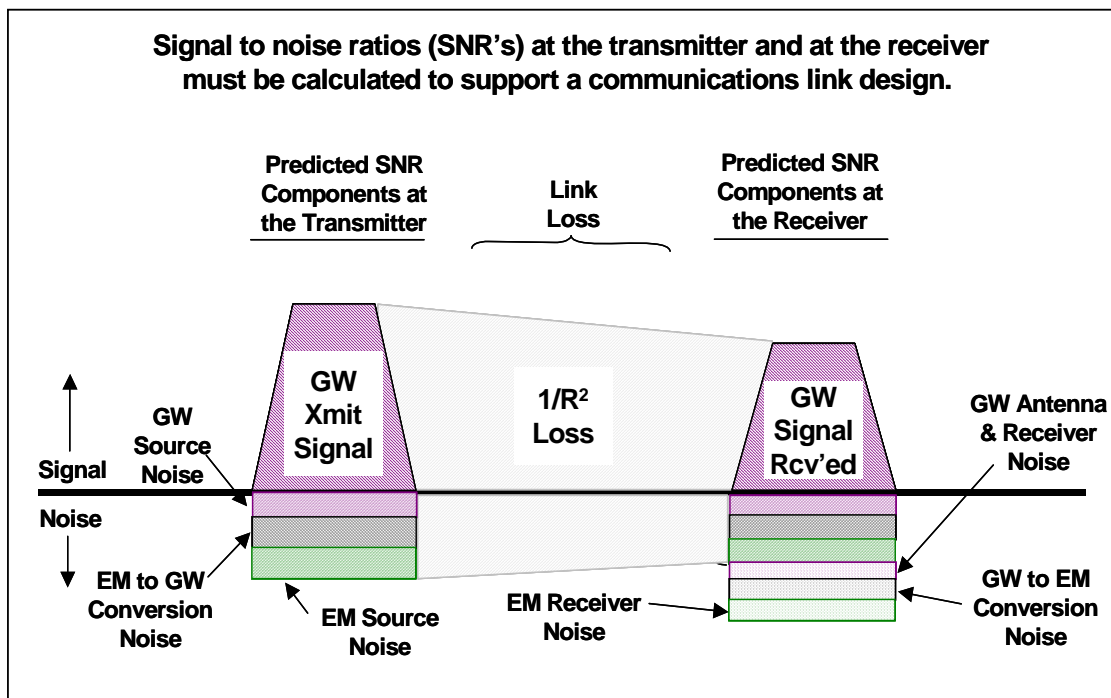 Signal to noise ratios (SNR's) at the transmitter and at the receiver
must be calculated to support a communications link design.
Predicted SNR
Components at
the Transmitter
Link
Loss
Predicted SNR
Components at
the Receiver
GW
Xmit
Signal
1/R²
Loss
GW
Signal
Rcv'ed
GW
Source
Noise
GW Antenna
& Receiver
Noise
Signal
Noise
EM to GW
Conversion
Noise
EM Source
Noise
EM Receiver
Noise
GW to EM
Conversion
Noise